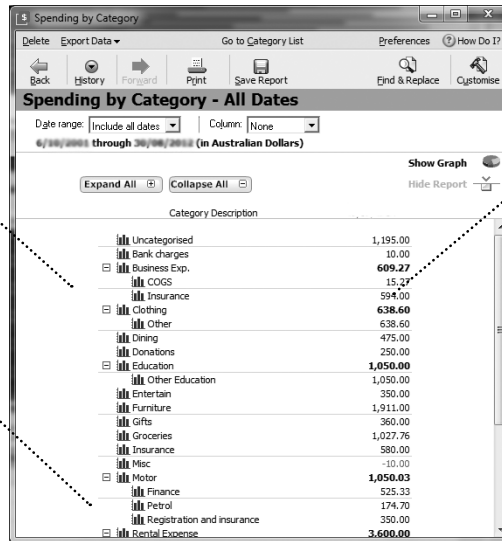 Spending by Category
Delete Export Data Go to Category List Preferences ? How Do I?
Back History Forward Print Save Report Find & Replace Customise
Spending by Category - All Dates
Date range: Include all dates Column: None
through (in Australian Dollars)
Show Graph
Expand All Collapse All Hide Report
Category Description
Uncategorised 1,195.00
Bank charges 10.00
Business Exp. 609.27
COGS 15.27
Insurance 594.00
Clothing 638.60
Other 638.60
Dining 475.00
Donations 250.00
Education 1,050.00
Other Education 1,050.00
Entertain 350.00
Furniture 1,911.00
Gifts 360.00
Groceries 1,027.76
Insurance 580.00
Misc -10.00
Motor 1,050.03
Finance 525.33
Petrol 174.70
Registration and insurance 350.00
Rental Expense 3,600.00